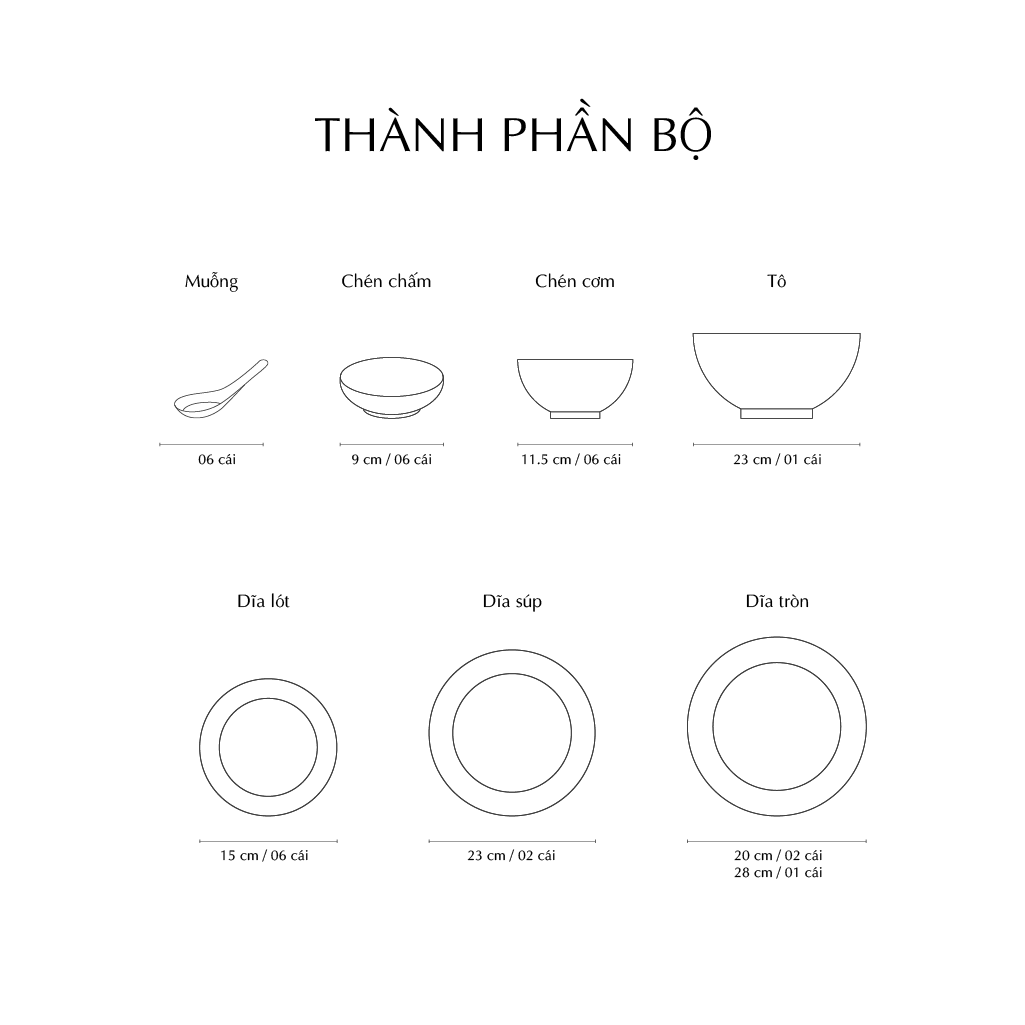 THÀNH PHẦN BỘ
Muỗng
Chén chấm
Chén cơm
Tô
06 cái
9 cm / 06 cái
11.5 cm / 06 cái
23 cm / 01 cái
Dĩa lót
Dĩa súp
Dĩa tròn
15 cm / 06 cái
23 cm / 02 cái
20 cm / 02 cái
28 cm / 01 cái